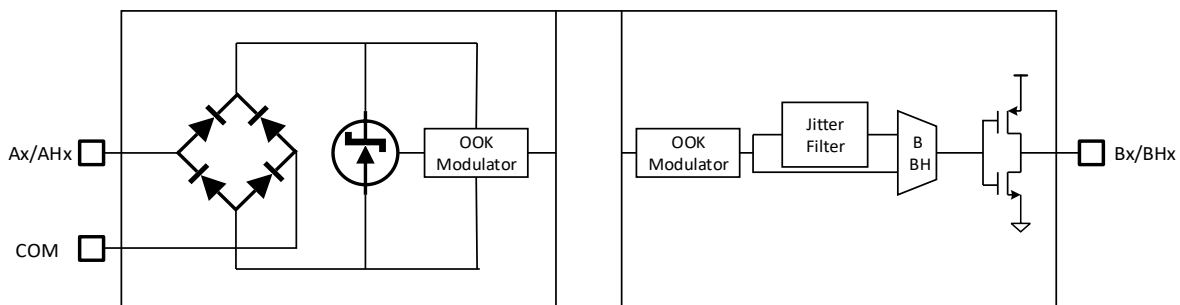 Ax/AHx
COM
OOK
Modulator
OOK
Modulator
Jitter
Filter
B
BH
Bx/BHx